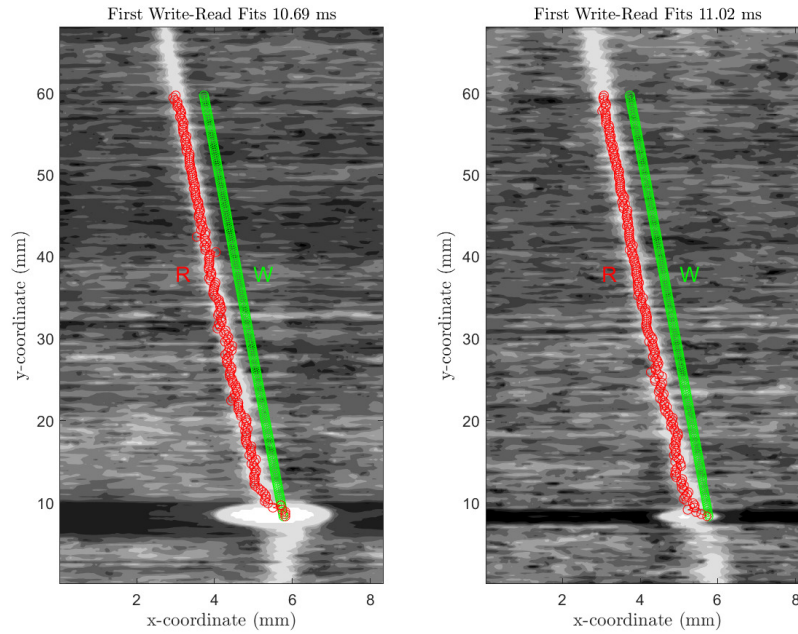 First Write-Read Fits 10.69 ms
60
50
40
30
20
10
y-coordinate (mm)
R
W
2
4
6
8
x-coordinate (mm)
First Write-Read Fits 11.02 ms
60
50
40
30
20
10
y-coordinate (mm)
R
W
2
4
6
8
x-coordinate (mm)